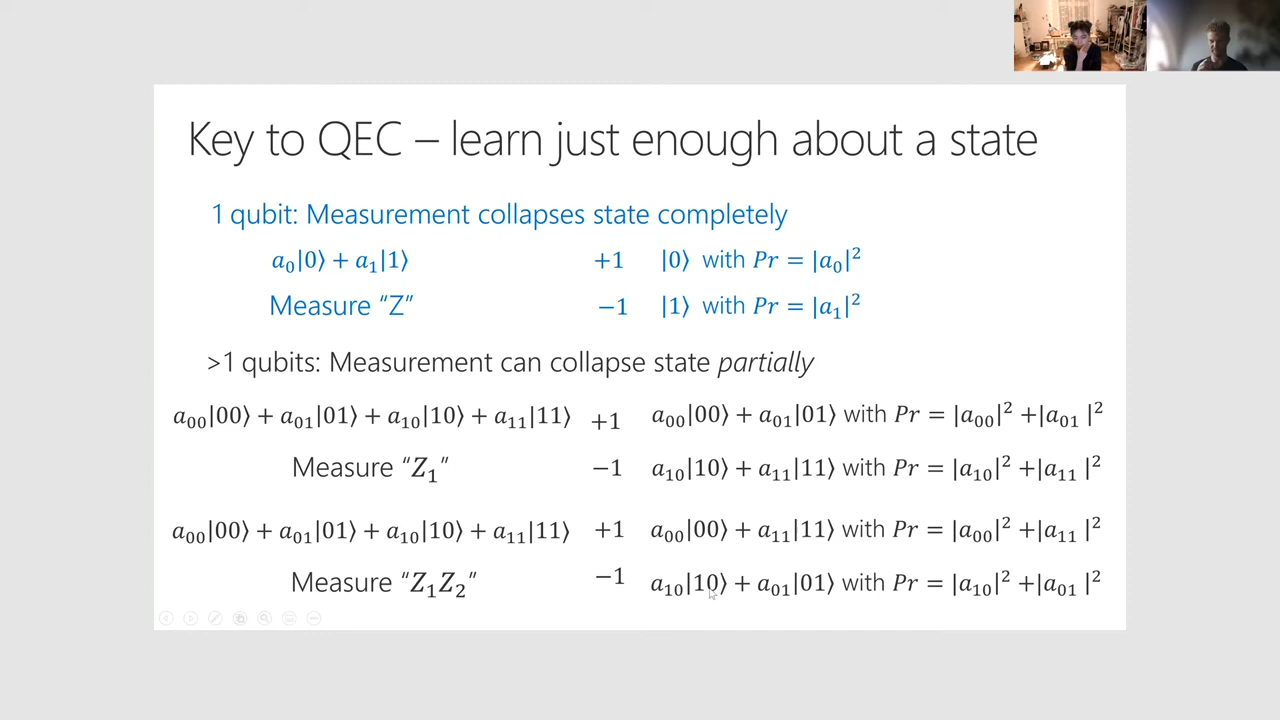 Key to QEC – learn just enough about a state
1 qubit: Measurement collapses state completely
a₀|0⟩ + a₁|1⟩ +1 |0⟩ with Pr = |a₀|²
Measure “Z” −1 |1⟩ with Pr = |a₁|²
>1 qubits: Measurement can collapse state partially
a₀₀|00⟩ + a₀₁|01⟩ + a₁₀|10⟩ + a₁₁|11⟩ +1 a₀₀|00⟩ + a₀₁|01⟩ with Pr = |a₀₀|² +|a₀₁ |²
Measure “Z₁” −1 a₁₀|10⟩ + a₁₁|11⟩ with Pr = |a₁₀|² +|a₁₁ |²
a₀₀|00⟩ + a₀₁|01⟩ + a₁₀|10⟩ + a₁₁|11⟩ +1 a₀₀|00⟩ + a₁₁|11⟩ with Pr = |a₀₀|² +|a₁₁ |²
Measure “Z₁Z₂” −1 a₁₀|10⟩ + a₀₁|01⟩ with Pr = |a₁₀|² +|a₀₁ |²